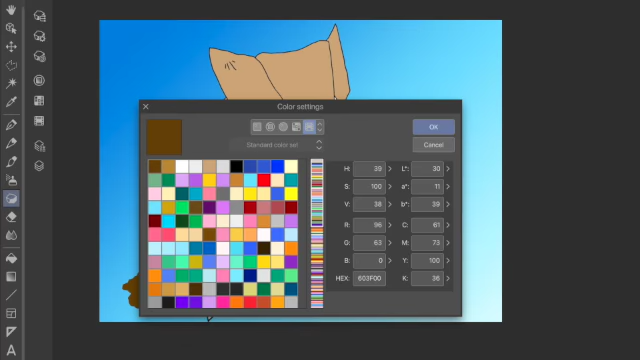 Color settings
OK
Standard color set
Cancel
H: 39 L*: 30
S: 100 a*: 11
V: 38 b*: 39
R: 96 C: 61
G: 63 M: 73
B: 0 Y: 100
HEX: 603F00 K: 38
A